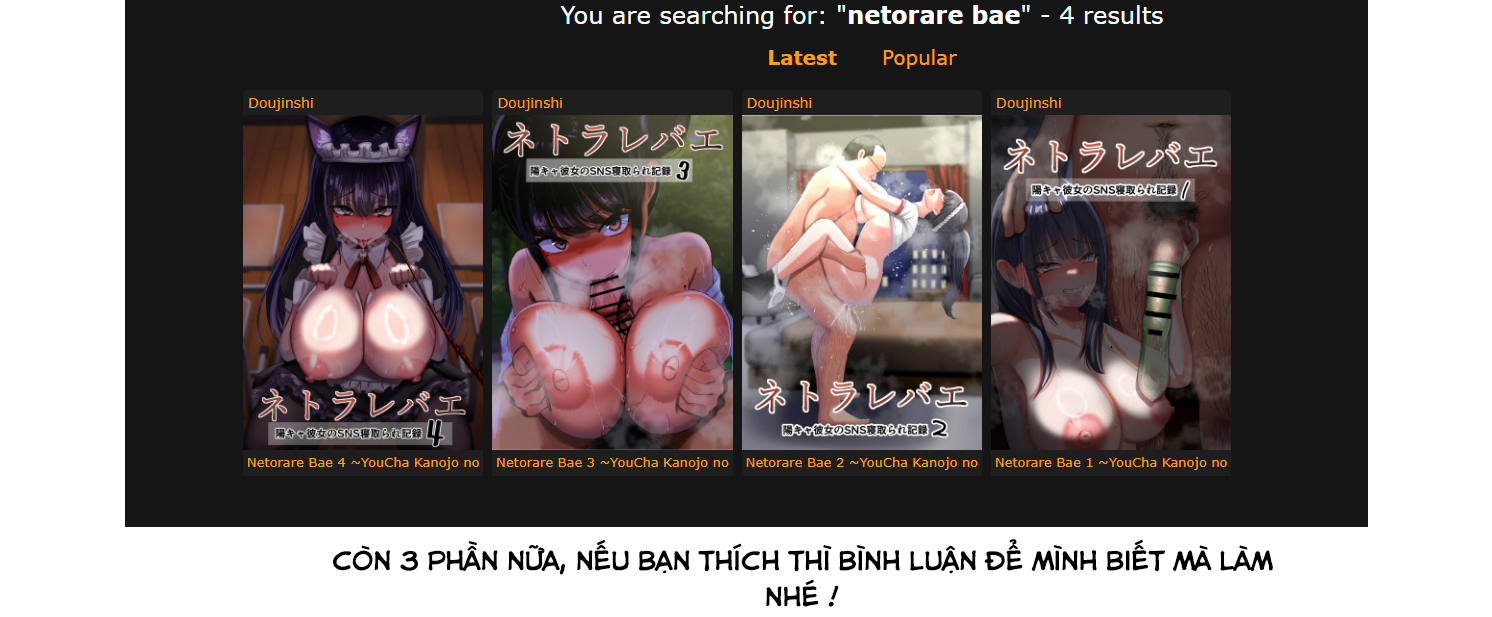 You are searching for: "netorare bae" - 4 results
Latest Popular
Doujinshi Doujinshi Doujinshi Doujinshi
ネトラレバエ
陽キャ彼女のSNS寝取られ記録 4
ネトラレバエ
陽キャ彼女のSNS寝取られ記録 3
ネトラレバエ
陽キャ彼女のSNS寝取られ記録 2
ネトラレバエ
陽キャ彼女のSNS寝取られ記録 1
Netorare Bae 4 ~YouCha Kanojo no Netorare Bae 3 ~YouCha Kanojo no Netorare Bae 2 ~YouCha Kanojo no Netorare Bae 1 ~YouCha Kanojo no
CÒN 3 PHẦN NỮA, NẾU BẠN THÍCH THÌ BÌNH LUẬN ĐỂ MÌNH BIẾT MÀ LÀM
NHÉ !